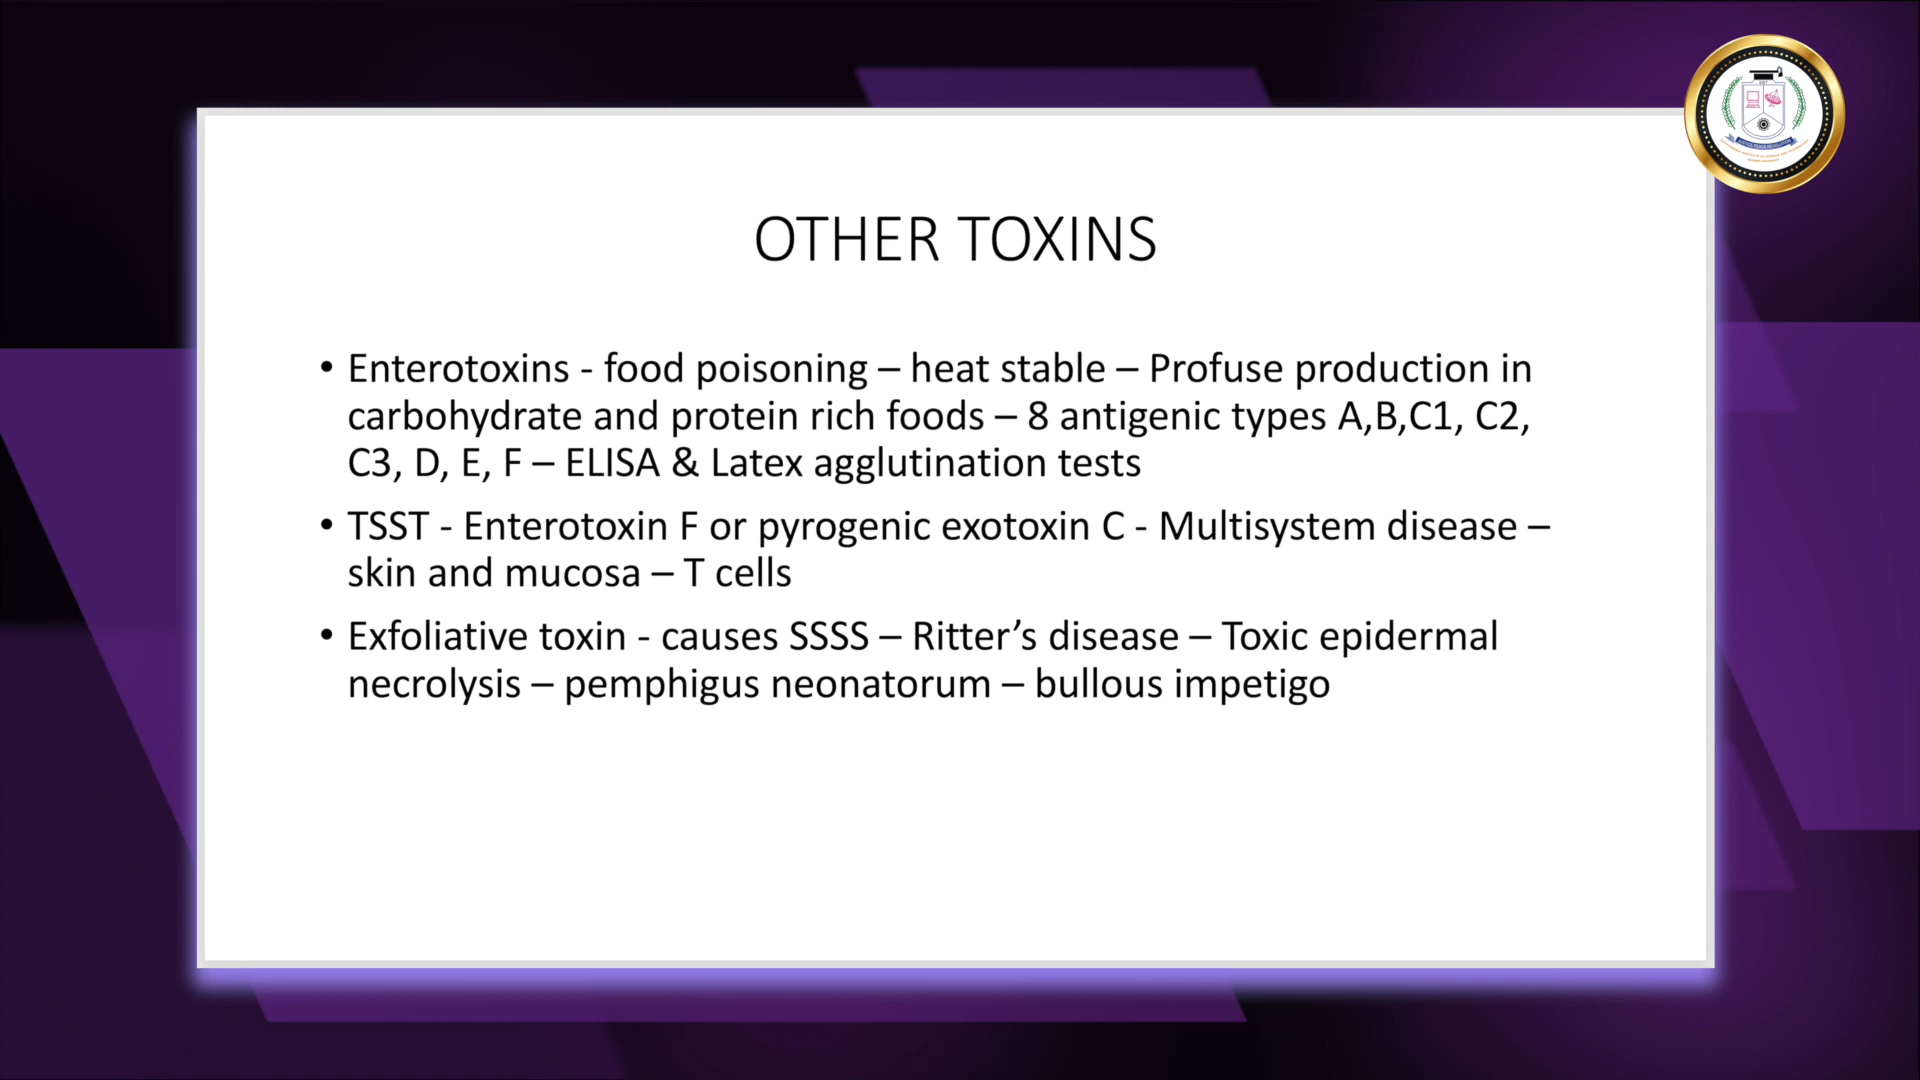 OTHER TOXINS
• Enterotoxins - food poisoning – heat stable – Profuse production in
carbohydrate and protein rich foods – 8 antigenic types A,B,C1, C2,
C3, D, E, F – ELISA & Latex agglutination tests
• TSST - Enterotoxin F or pyrogenic exotoxin C - Multisystem disease –
skin and mucosa – T cells
• Exfoliative toxin - causes SSSS – Ritter’s disease – Toxic epidermal
necrolysis – pemphigus neonatorum – bullous impetigo